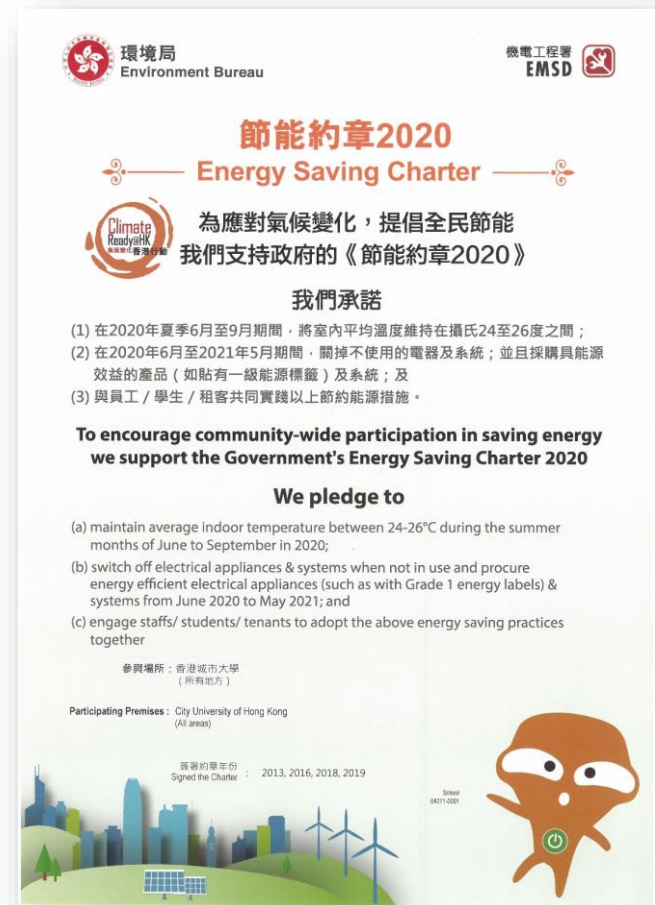 環境局
Environment Bureau
機電工程署
EMSD
節能約章2020
Energy Saving Charter
Climate
Ready@HK
氣候變化香港行動
為應對氣候變化，提倡全民節能
我們支持政府的《節能約章2020》
我們承諾
(1) 在2020年夏季6月至9月期間，將室內平均溫度維持在攝氏24至26度之間；
(2) 在2020年6月至2021年5月期間，關掉不使用的電器及系統；並且採購具能源
效益的產品（如貼有一級能源標籤）及系統；及
(3) 與員工 / 學生 / 租客共同實踐以上節約能源措施。
To encourage community-wide participation in saving energy
we support the Government's Energy Saving Charter 2020
We pledge to
(a) maintain average indoor temperature between 24-26°C during the summer
months of June to September in 2020;
(b) switch off electrical appliances & systems when not in use and procure
energy efficient electrical appliances (such as with Grade 1 energy labels) &
systems from June 2020 to May 2021; and
(c) engage staffs/ students/ tenants to adopt the above energy saving practices
together
參與場所：香港城市大學
（所有地方）
Participating Premises : City University of Hong Kong
(All areas)
簽署約章年份
Signed the Charter : 2013, 2016, 2018, 2019
School
04271-0001